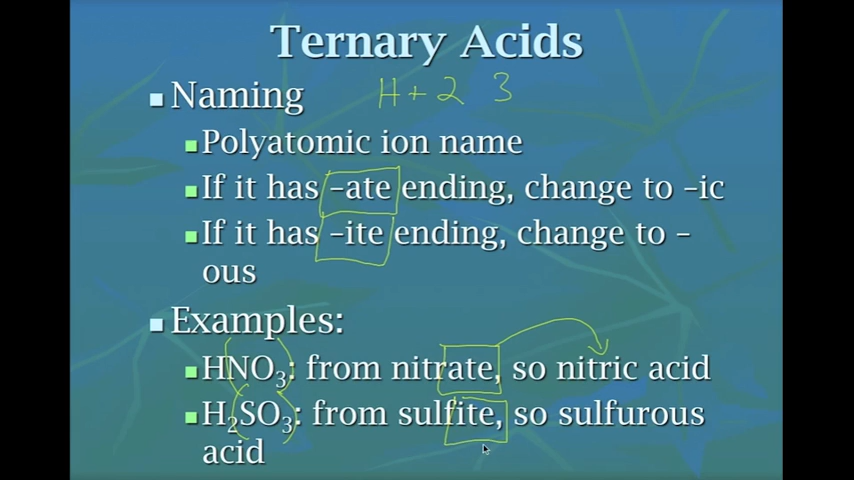 Ternary Acids
Naming
H + 2 3
Polyatomic ion name
If it has –ate ending, change to –ic
If it has –ite ending, change to –
ous
Examples:
HNO₃: from nitrate, so nitric acid
H₂SO₃: from sulfite, so sulfurous
acid